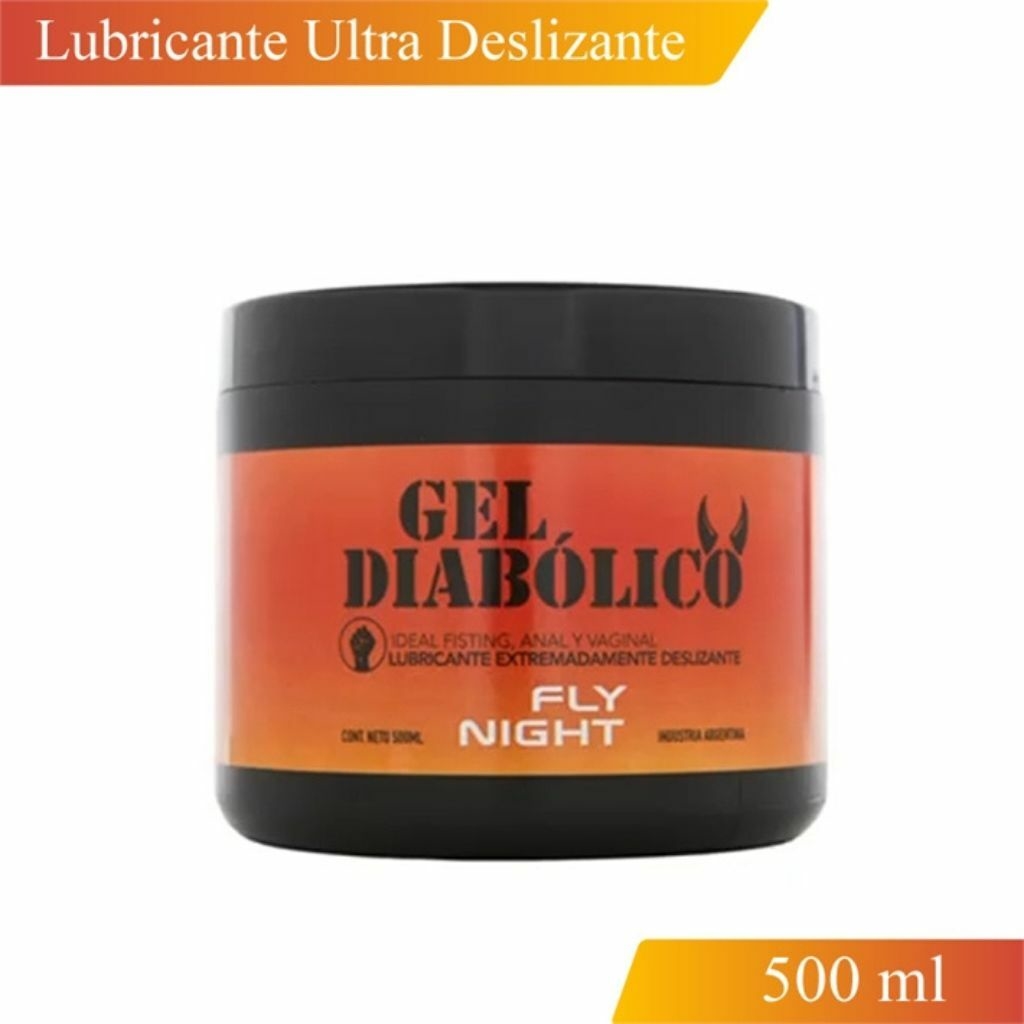 Lubricante Ultra Deslizante
GEL
DIABÓLICO
IDEAL FISTING, ANAL Y VAGINAL
LUBRICANTE EXTREMADAMENTE DESLIZANTE
FLY
NIGHT
CONT. NETO 500ML
INDUSTRIA ARGENTINA
500 ml